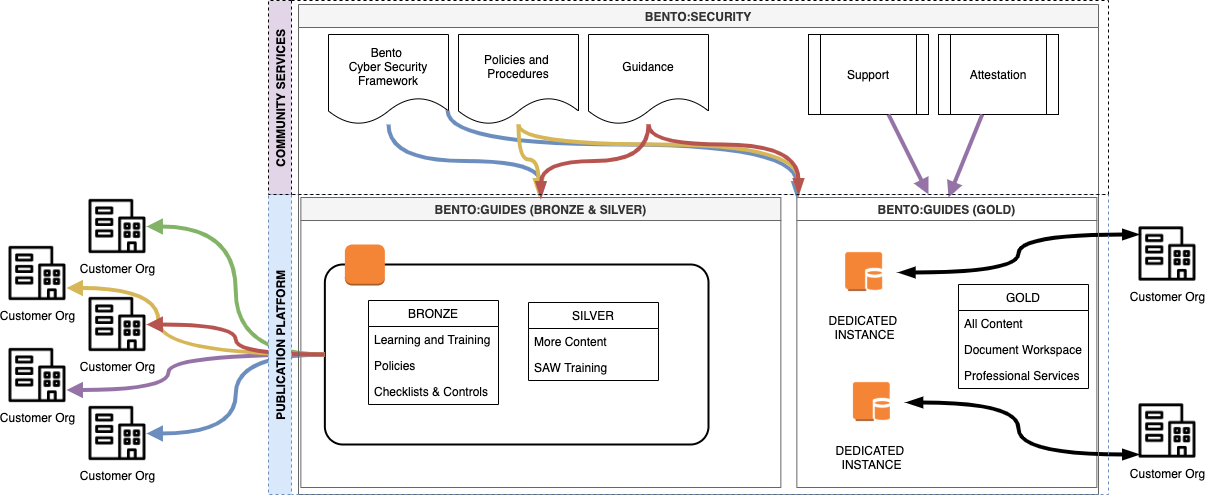 BENTO:SECURITY
COMMUNITY SERVICES
Bento
Cyber Security
Framework
Policies and
Procedures
Guidance
Support
Attestation
PUBLICATION PLATFORM
BENTO:GUIDES (BRONZE & SILVER)
BENTO:GUIDES (GOLD)
Customer Org
Customer Org
Customer Org
Customer Org
Customer Org
BRONZE
Learning and Training
Policies
Checklists & Controls
SILVER
More Content
SAW Training
DEDICATED
INSTANCE
GOLD
All Content
Document Workspace
Professional Services
DEDICATED
INSTANCE
Customer Org
Customer Org